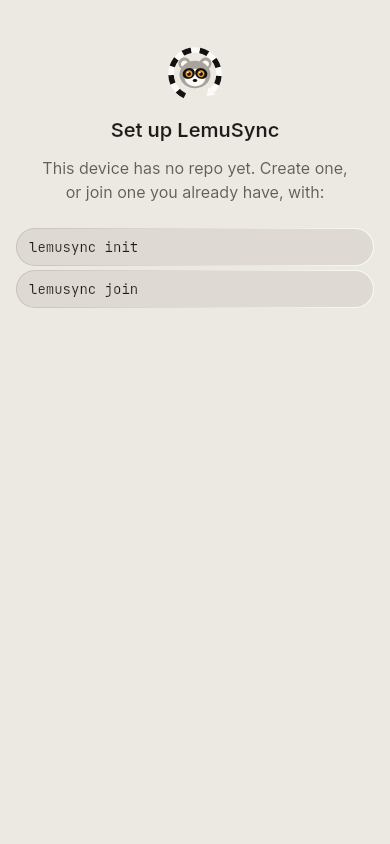 Set up LemuSync
This device has no repo yet. Create one,
or join one you already have, with:
lemusync init
lemusync join